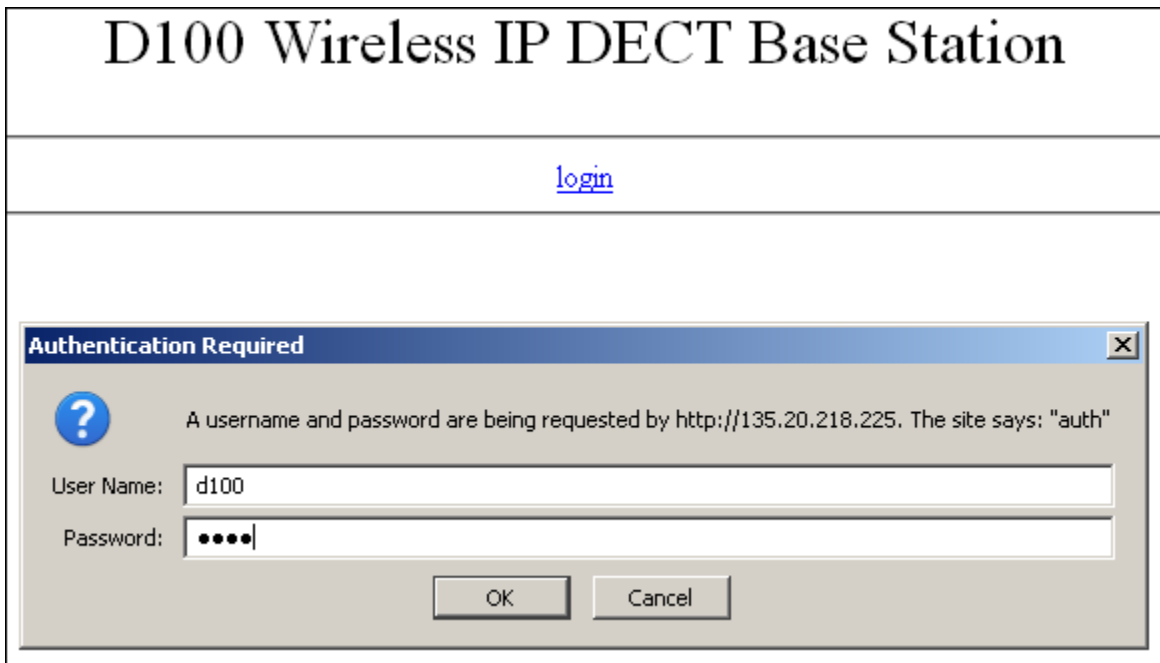 D100 Wireless IP DECT Base Station
login
Authentication Required
A username and password are being requested by http://135.20.218.225. The site says: "auth"
User Name: d100
Password: ●●●●
OK Cancel